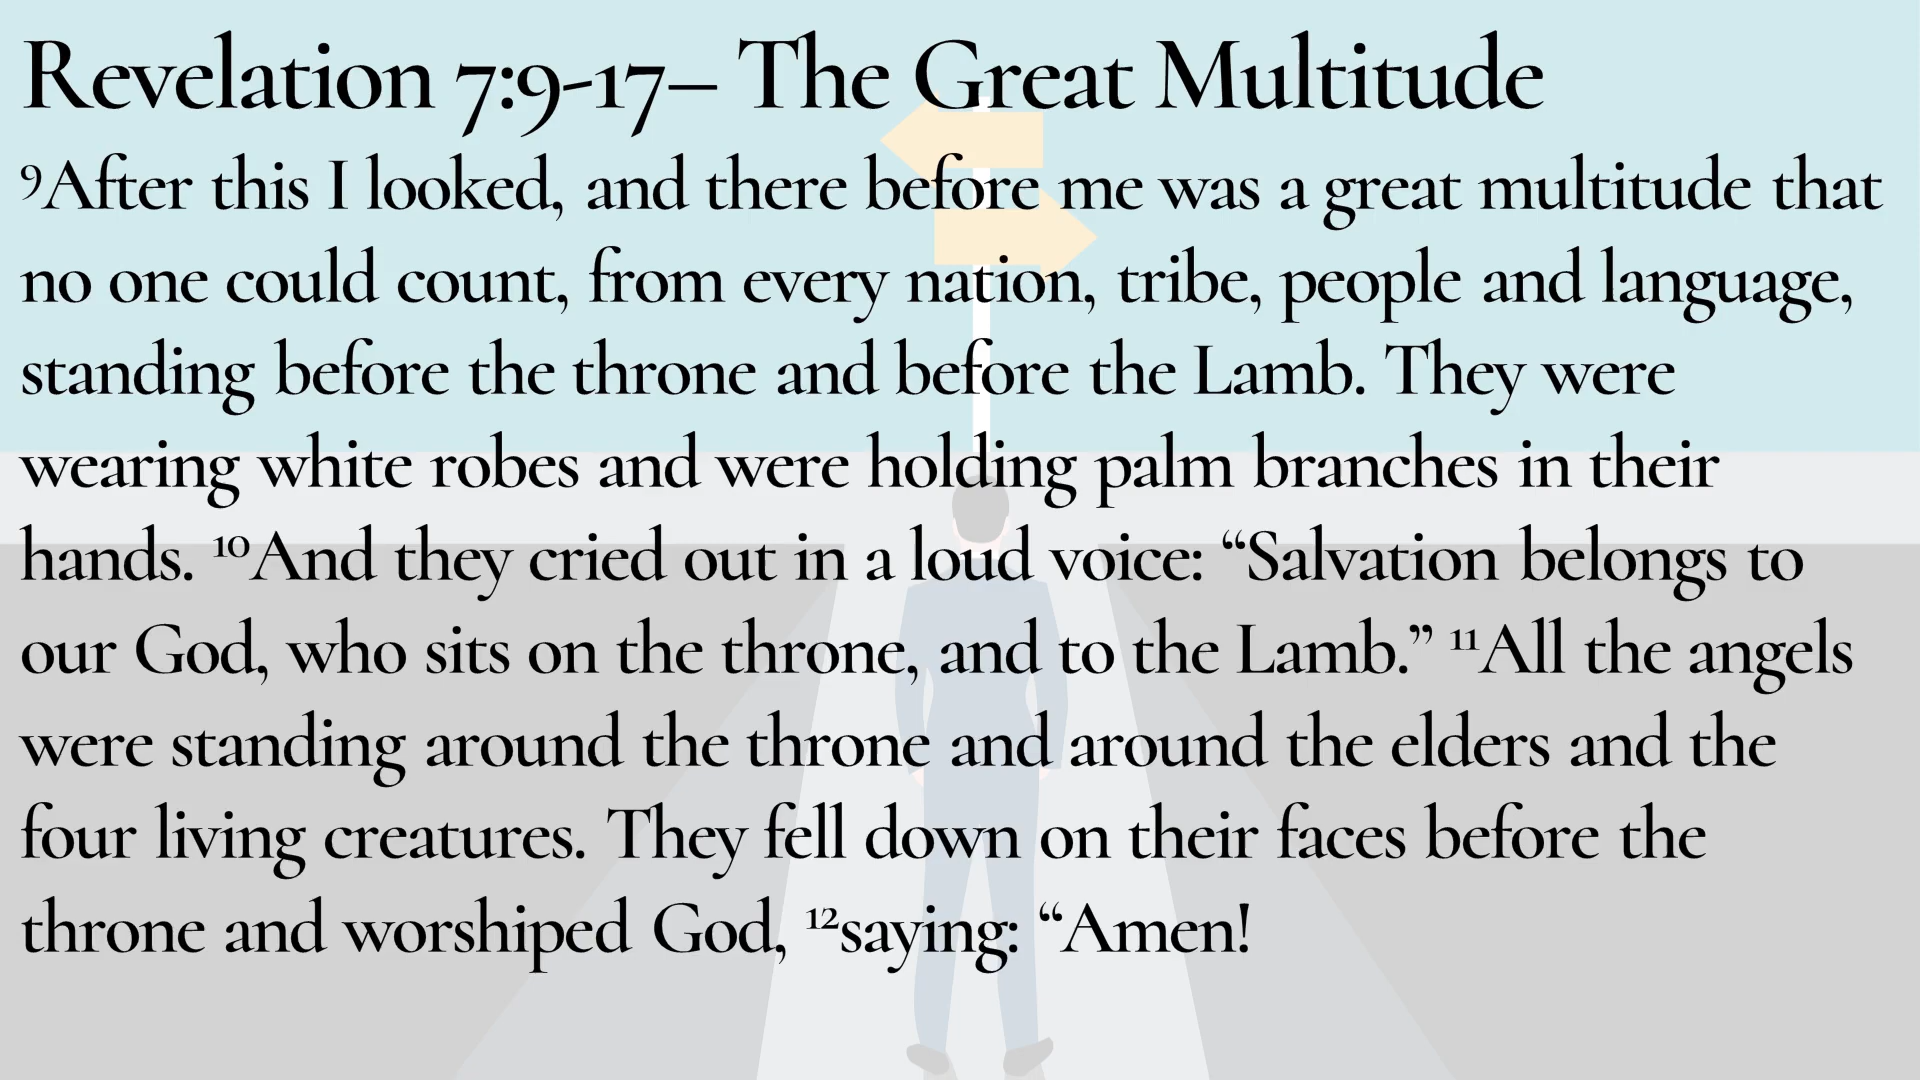 Revelation 7:9-17– The Great Multitude
⁹After this I looked, and there before me was a great multitude that
no one could count, from every nation, tribe, people and language,
standing before the throne and before the Lamb. They were
wearing white robes and were holding palm branches in their
hands. ¹⁰And they cried out in a loud voice: “Salvation belongs to
our God, who sits on the throne, and to the Lamb.” ¹¹All the angels
were standing around the throne and around the elders and the
four living creatures. They fell down on their faces before the
throne and worshiped God, ¹²saying: “Amen!